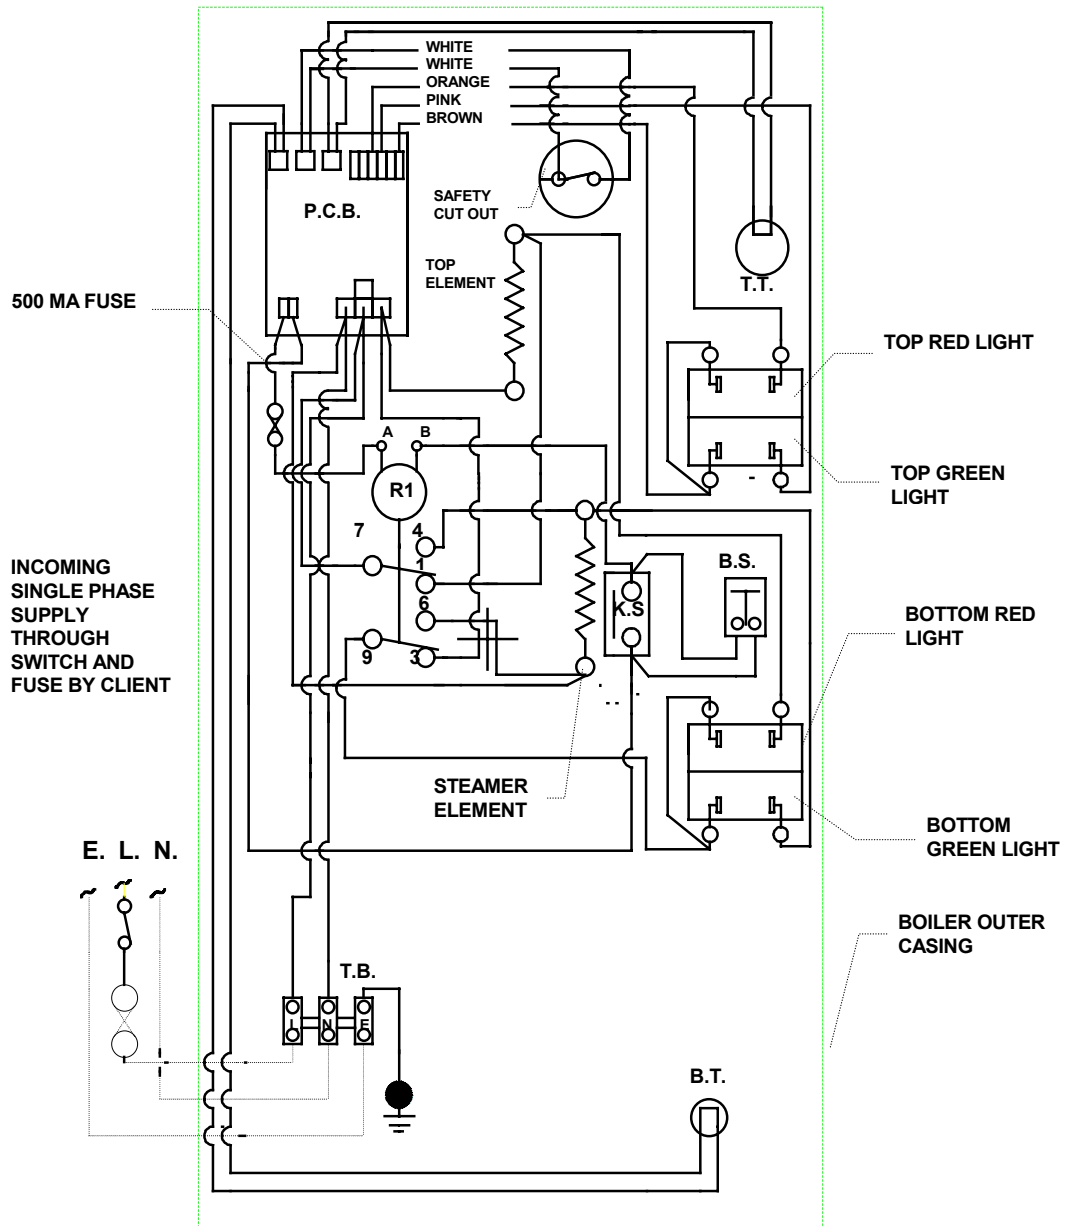 WHITE
WHITE
ORANGE
PINK
BROWN
P.C.B.
SAFETY
CUT OUT
TOP
ELEMENT
T.T.
500 MA FUSE
TOP RED LIGHT
A
B
R1
TOP GREEN
LIGHT
7
4
1
6
9
3
K.S
B.S.
INCOMING
SINGLE PHASE
SUPPLY
THROUGH
SWITCH AND
FUSE BY CLIENT
BOTTOM RED
LIGHT
STEAMER
ELEMENT
BOTTOM
GREEN LIGHT
E. L. N.
BOILER OUTER
CASING
T.B.
L
N
E
B.T.